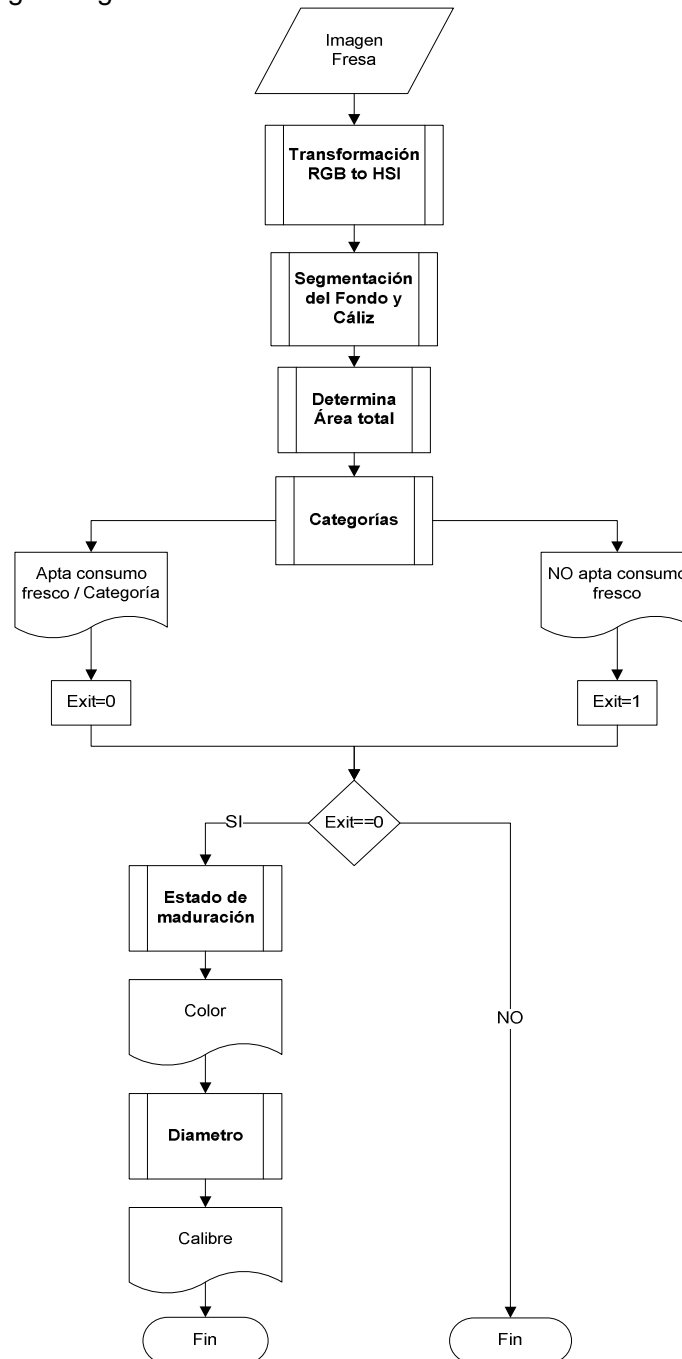 Imagen
Fresa
Transformación
RGB to HSI
Segmentación
del Fondo y
Cáliz
Determina
Área total
Categorías
Apta consumo
fresco / Categoría
NO apta consumo
fresco
Exit=0
Exit=1
Exit==0
SI
NO
Estado de
maduración
Color
Diametro
Calibre
Fin
Fin